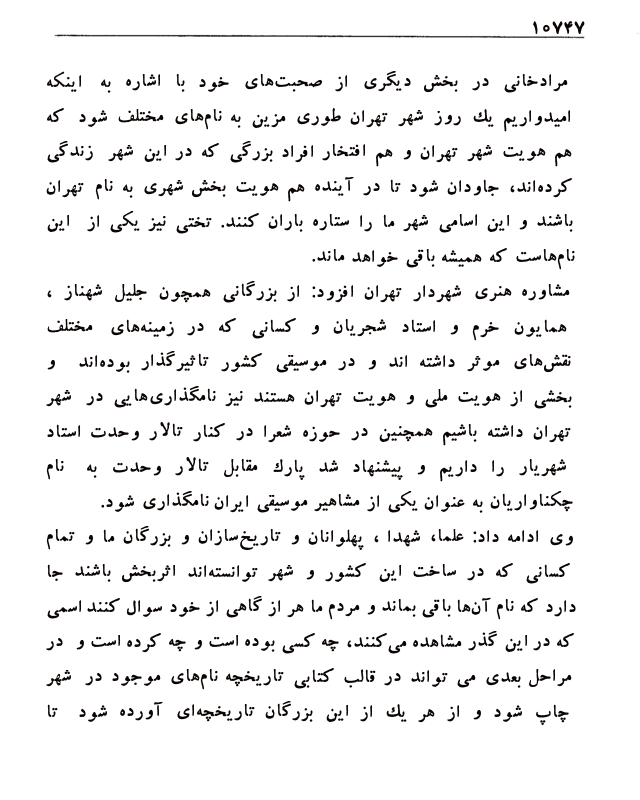 ۱۰۷۴۷
مرادخانی در بخش دیگری از صحبت‌های خود با اشاره به اینکه
امیدواریم یك روز شهر تهران طوری مزین به نام‌های مختلف شود که
هم هویت شهر تهران و هم افتخار افراد بزرگی که در این شهر زندگی
کرده‌اند، جاودان شود تا در آینده هم هویت بخش شهری به نام تهران
باشند و این اسامی شهر ما را ستاره باران کنند. تختی نیز یکی از این
نام‌هاست که همیشه باقی خواهد ماند.
مشاوره هنری شهردار تهران افزود: از بزرگانی همچون جلیل شهناز ،
همایون خرم و استاد شجریان و کسانی که در زمینه‌های مختلف
نقش‌های موثر داشته اند و در موسیقی کشور تاثیرگذار بوده‌اند و
بخشی از هویت ملی و هویت تهران هستند نیز نامگذاری‌هایی در شهر
تهران داشته باشیم همچنین در حوزه شعرا در کنار تالار وحدت استاد
شهریار را داریم و پیشنهاد شد پارك مقابل تالار وحدت به نام
چکناواریان به عنوان یکی از مشاهیر موسیقی ایران نامگذاری شود.
وی ادامه داد: علما، شهدا ، پهلوانان و تاریخ‌سازان و بزرگان ما و تمام
کسانی که در ساخت این کشور و شهر توانسته‌اند اثربخش باشند جا
دارد که نام آن‌ها باقی بماند و مردم ما هر از گاهی از خود سوال کنند اسمی
که در این گذر مشاهده می‌کنند، چه کسی بوده است و چه کرده است و در
مراحل بعدی می تواند در قالب کتابی تاریخچه نام‌های موجود در شهر
چاپ شود و از هر یك از این بزرگان تاریخچه‌ای آورده شود تا